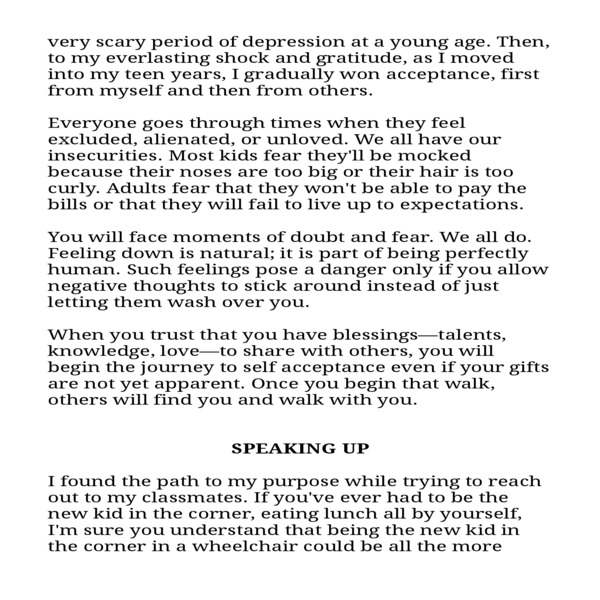 very scary period of depression at a young age. Then,
to my everlasting shock and gratitude, as I moved
into my teen years, I gradually won acceptance, first
from myself and then from others.
Everyone goes through times when they feel
excluded, alienated, or unloved. We all have our
insecurities. Most kids fear they'll be mocked
because their noses are too big or their hair is too
curly. Adults fear that they won't be able to pay the
bills or that they will fail to live up to expectations.
You will face moments of doubt and fear. We all do.
Feeling down is natural; it is part of being perfectly
human. Such feelings pose a danger only if you allow
negative thoughts to stick around instead of just
letting them wash over you.
When you trust that you have blessings—talents,
knowledge, love—to share with others, you will
begin the journey to self acceptance even if your gifts
are not yet apparent. Once you begin that walk,
others will find you and walk with you.
SPEAKING UP
I found the path to my purpose while trying to reach
out to my classmates. If you've ever had to be the
new kid in the corner, eating lunch all by yourself,
I'm sure you understand that being the new kid in
the corner in a wheelchair could be all the more